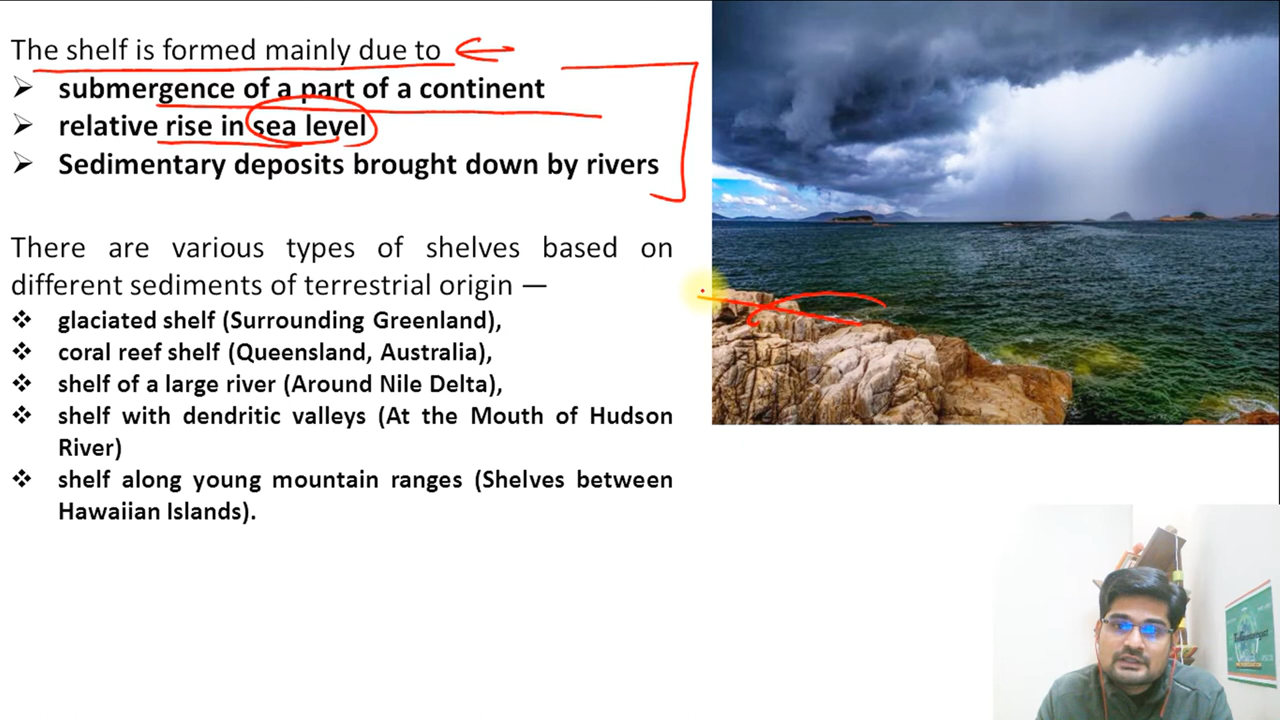 The shelf is formed mainly due to
➢ submergence of a part of a continent
➢ relative rise in sea level
➢ Sedimentary deposits brought down by rivers
There are various types of shelves based on
different sediments of terrestrial origin —
❖ glaciated shelf (Surrounding Greenland),
❖ coral reef shelf (Queensland, Australia),
❖ shelf of a large river (Around Nile Delta),
❖ shelf with dendritic valleys (At the Mouth of Hudson
River)
❖ shelf along young mountain ranges (Shelves between
Hawaiian Islands).